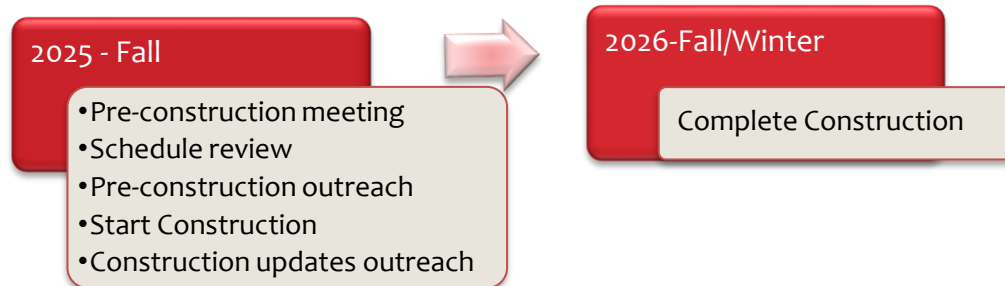 2025 - Fall
•Pre-construction meeting
•Schedule review
•Pre-construction outreach
•Start Construction
•Construction updates outreach
2026-Fall/Winter
Complete Construction